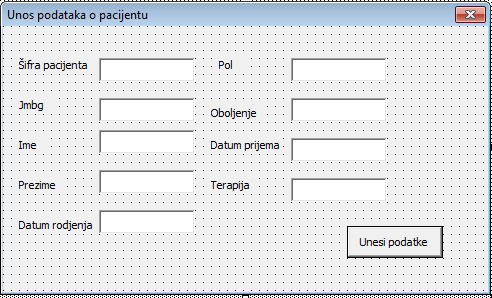 Unos podataka o pacijentu
Šifra pacijenta
Pol
Jmbg
Oboljenje
Ime
Datum prijema
Prezime
Terapija
Datum rodjenja
Unesi podatke